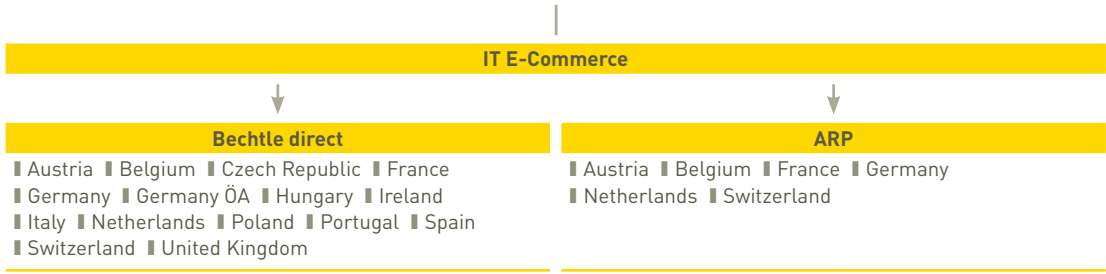 IT E-Commerce
Bechtle direct
▮ Austria ▮ Belgium ▮ Czech Republic ▮ France
▮ Germany ▮ Germany ÖA ▮ Hungary ▮ Ireland
▮ Italy ▮ Netherlands ▮ Poland ▮ Portugal ▮ Spain
▮ Switzerland ▮ United Kingdom
ARP
▮ Austria ▮ Belgium ▮ France ▮ Germany
▮ Netherlands ▮ Switzerland